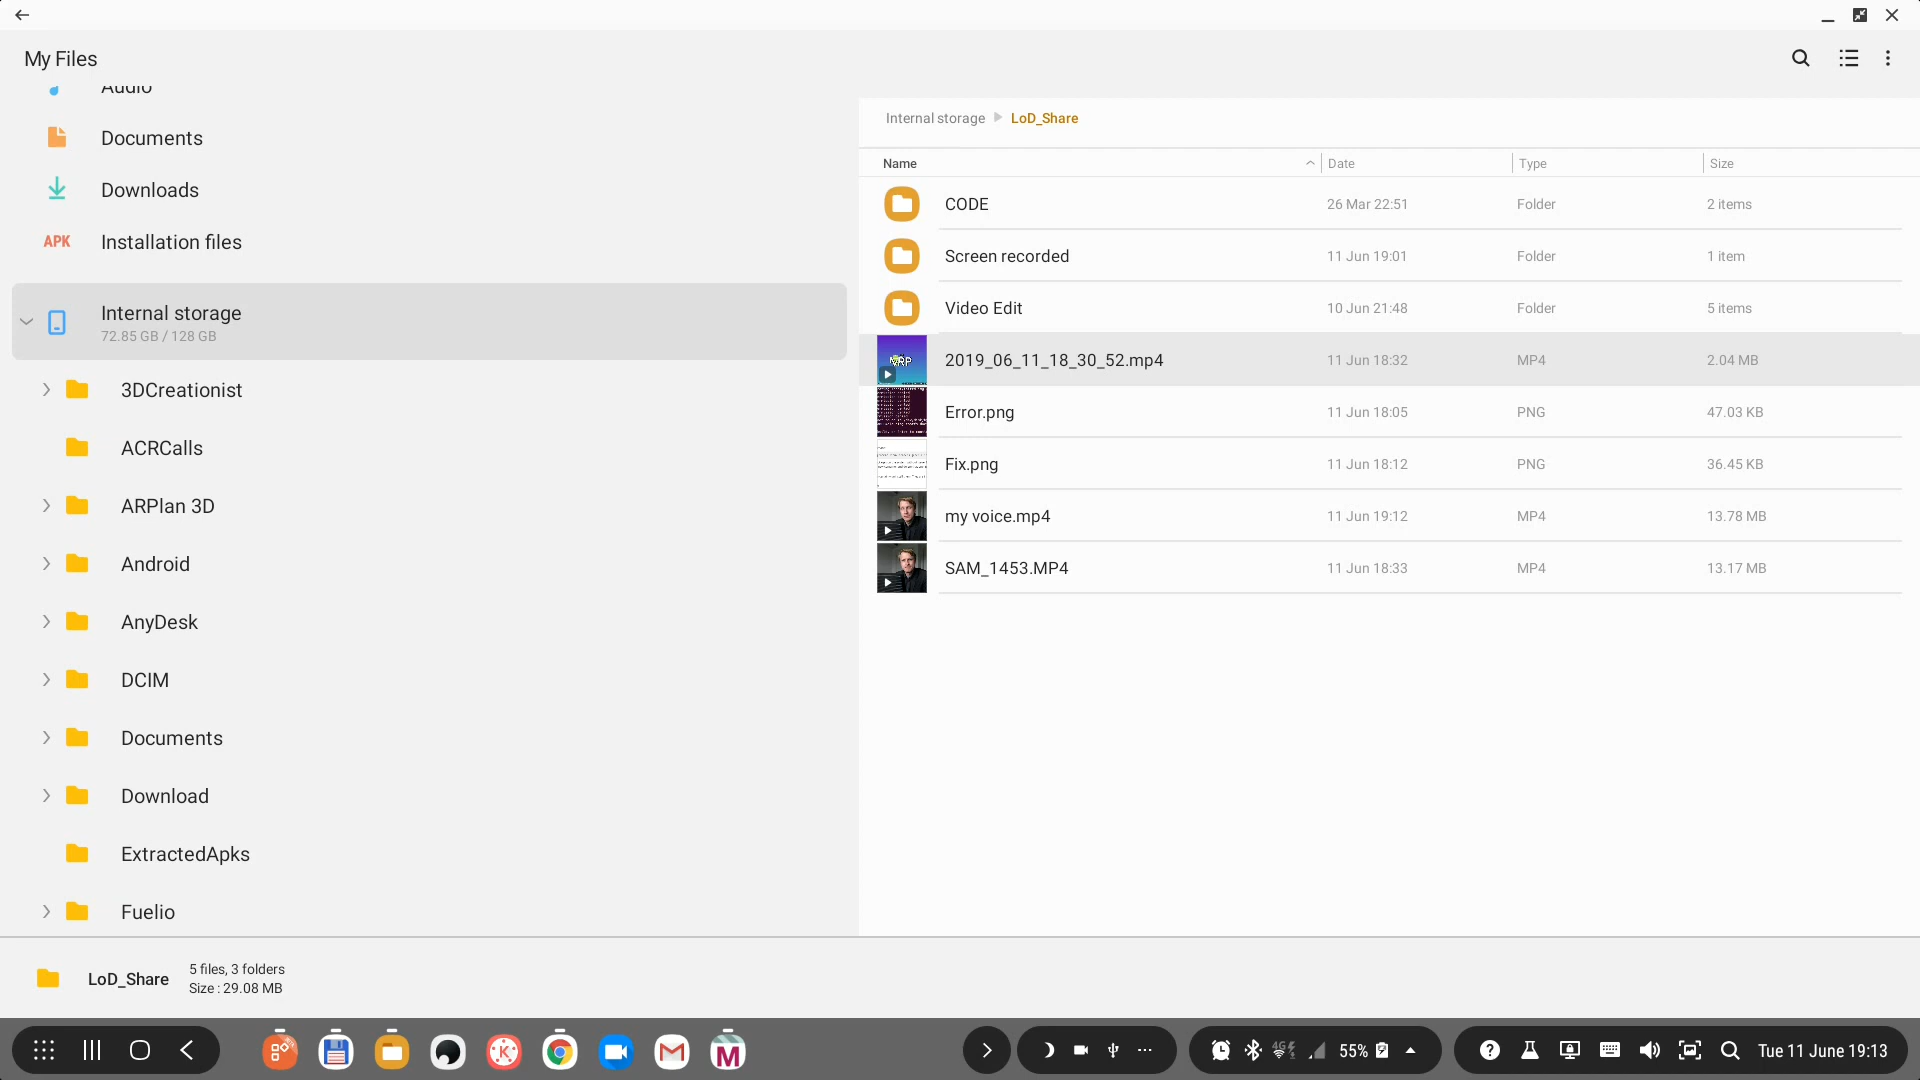 My Files
Audio
Documents
Downloads
APK Installation files
Internal storage
72.85 GB / 128 GB
3DCreationist
ACRCalls
ARPlan 3D
Android
AnyDesk
DCIM
Documents
Download
ExtractedApks
Fuelio
Internal storage LoD_Share
Name Date Type Size
CODE 26 Mar 22:51 Folder 2 items
Screen recorded 11 Jun 19:01 Folder 1 item
Video Edit 10 Jun 21:48 Folder 5 items
2019_06_11_18_30_52.mp4 11 Jun 18:32 MP4 2.04 MB
Error.png 11 Jun 18:05 PNG 47.03 KB
Fix.png 11 Jun 18:12 PNG 36.45 KB
my voice.mp4 11 Jun 19:12 MP4 13.78 MB
SAM_1453.MP4 11 Jun 18:33 MP4 13.17 MB
LoD_Share
5 files, 3 folders
Size : 29.08 MB
K
M
4G
55%
Tue 11 June 19:13